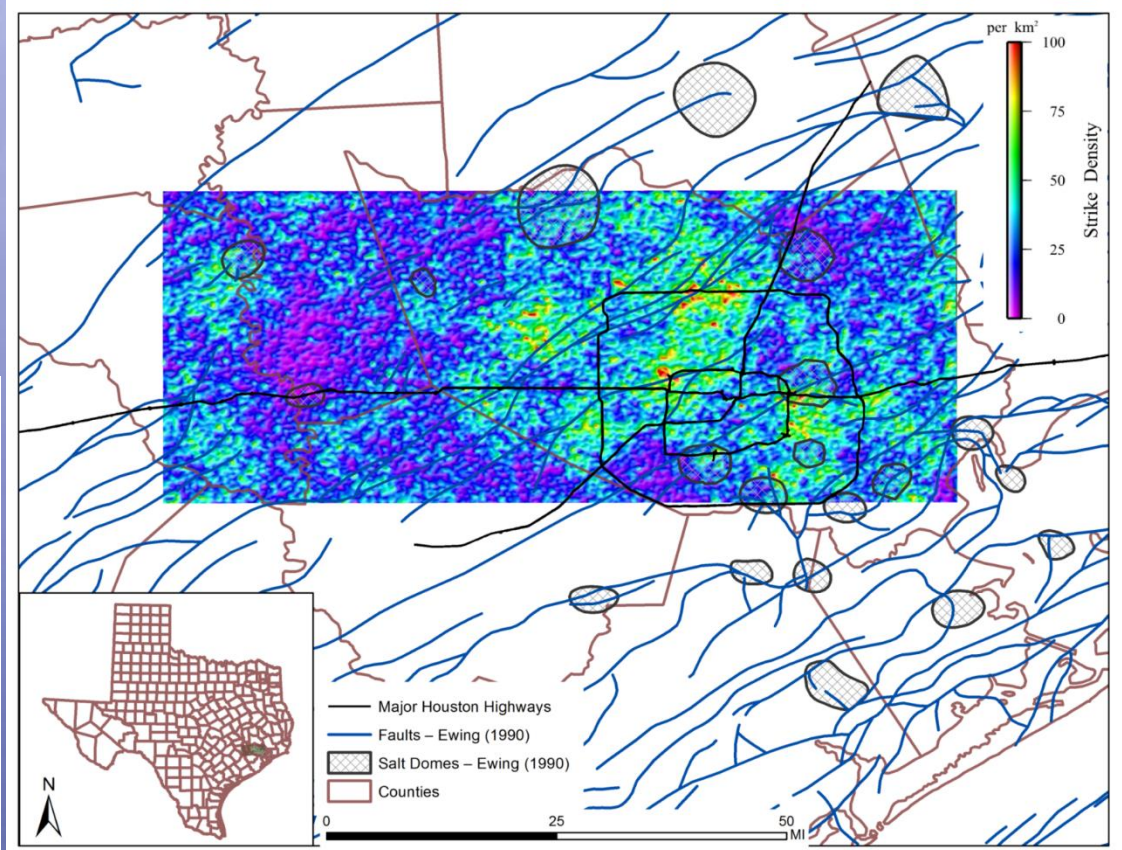 per km²
100
75
50
25
0
Strike Density
N
Major Houston Highways
Faults – Ewing (1990)
Salt Domes – Ewing (1990)
Counties
0 25 50
MI